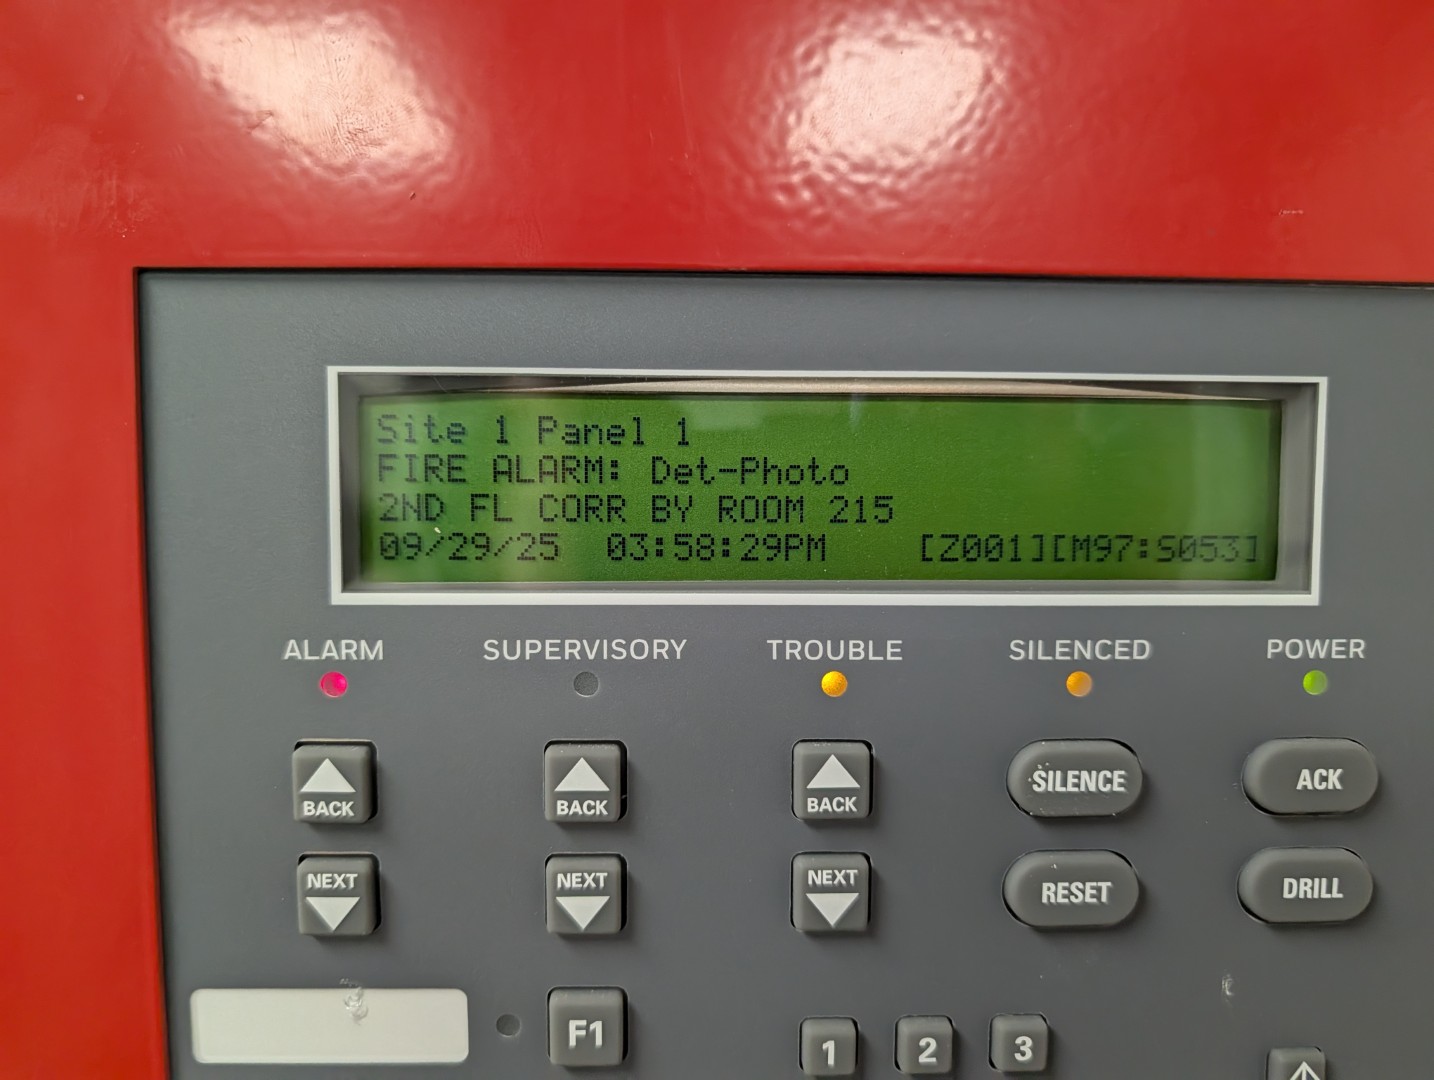 Site 1 Panel 1
FIRE ALARM: Det-Photo
2ND FL CORR BY ROOM 215
09/29/25 03:58:29PM [Z001][M97:S053]
ALARM SUPERVISORY TROUBLE SILENCED POWER
BACK BACK BACK SILENCE ACK
NEXT NEXT NEXT RESET DRILL
F1 1 2 3